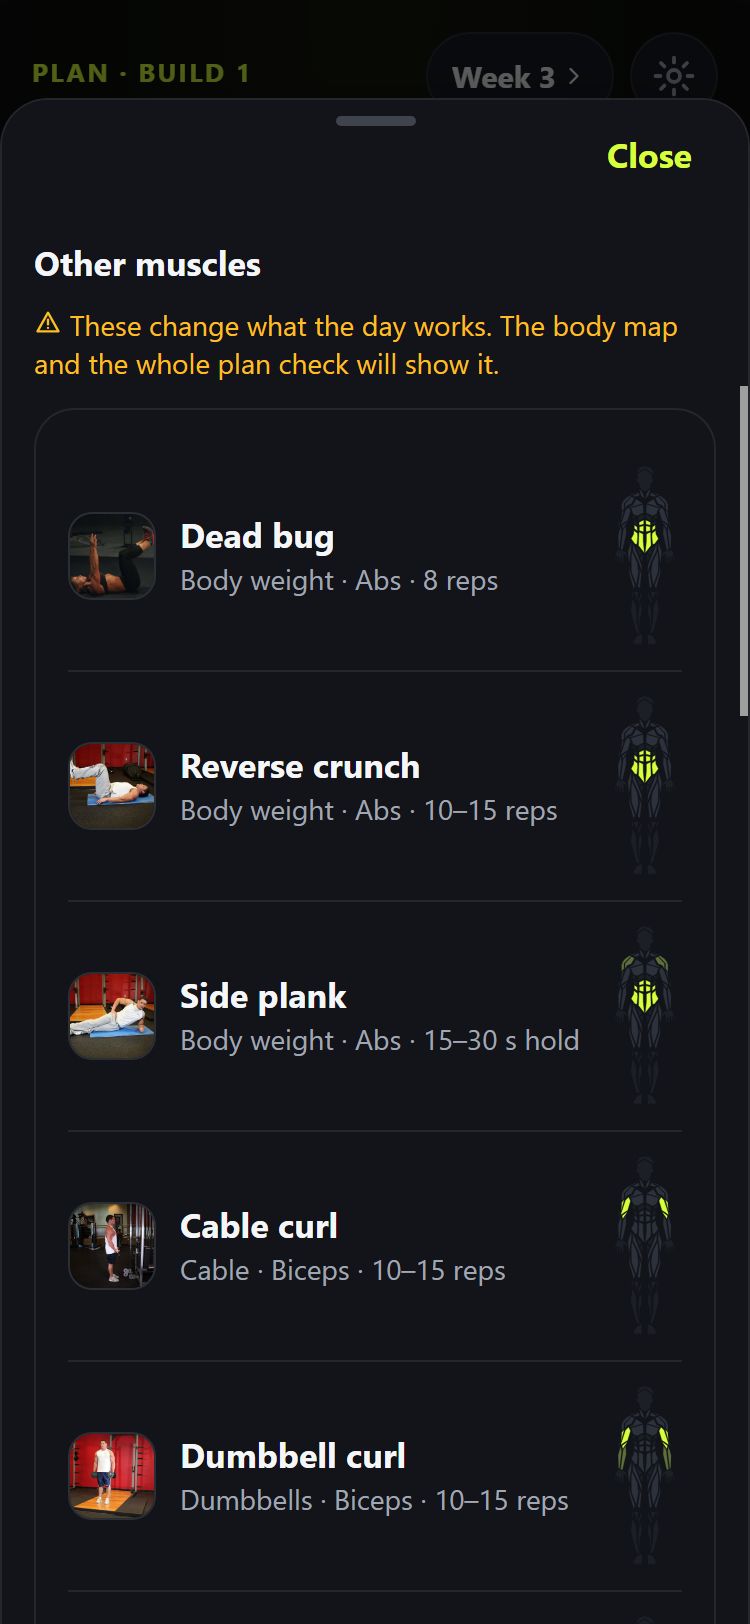 PLAN · BUILD 1
Week 3
Close
Other muscles
These change what the day works. The body map
and the whole plan check will show it.
Dead bug
Body weight · Abs · 8 reps
Reverse crunch
Body weight · Abs · 10–15 reps
Side plank
Body weight · Abs · 15–30 s hold
Cable curl
Cable · Biceps · 10–15 reps
Dumbbell curl
Dumbbells · Biceps · 10–15 reps